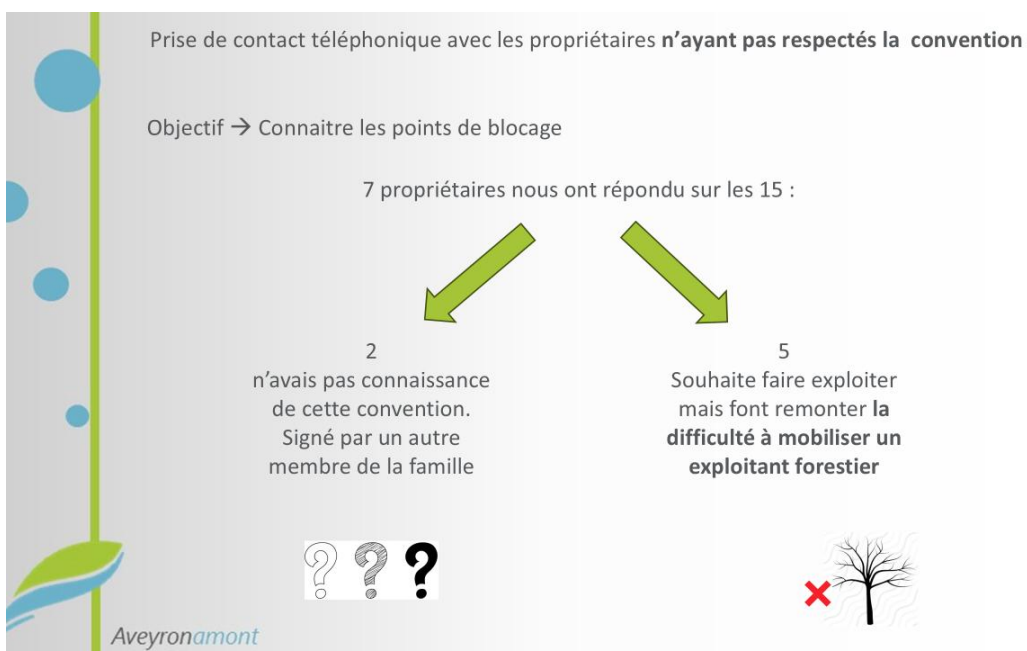 Prise de contact téléphonique avec les propriétaires n'ayant pas respectés la convention
Objectif → Connaitre les points de blocage
7 propriétaires nous ont répondu sur les 15 :
2
n'avais pas connaissance
de cette convention.
Signé par un autre
membre de la famille
5
Souhaite faire exploiter
mais font remonter la
difficulté à mobiliser un
exploitant forestier
? ? ?
Aveyronamont